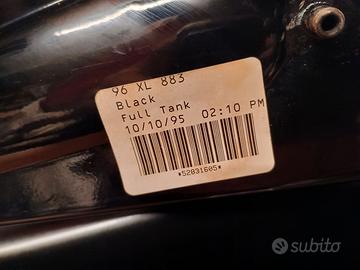 96 XL 883
Black
Full Tank
10/10/95 02:10 PM
*52031605*
subito